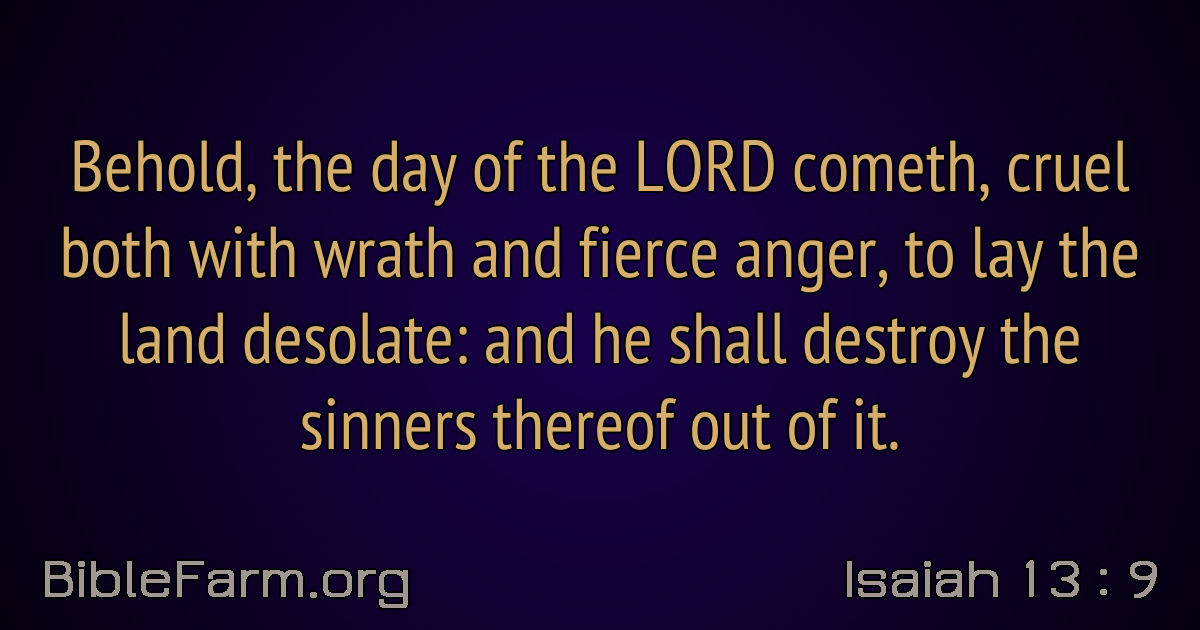 Behold, the day of the LORD cometh, cruel
both with wrath and fierce anger, to lay the
land desolate: and he shall destroy the
sinners thereof out of it.
BibleFarm.org
Isaiah 13 : 9